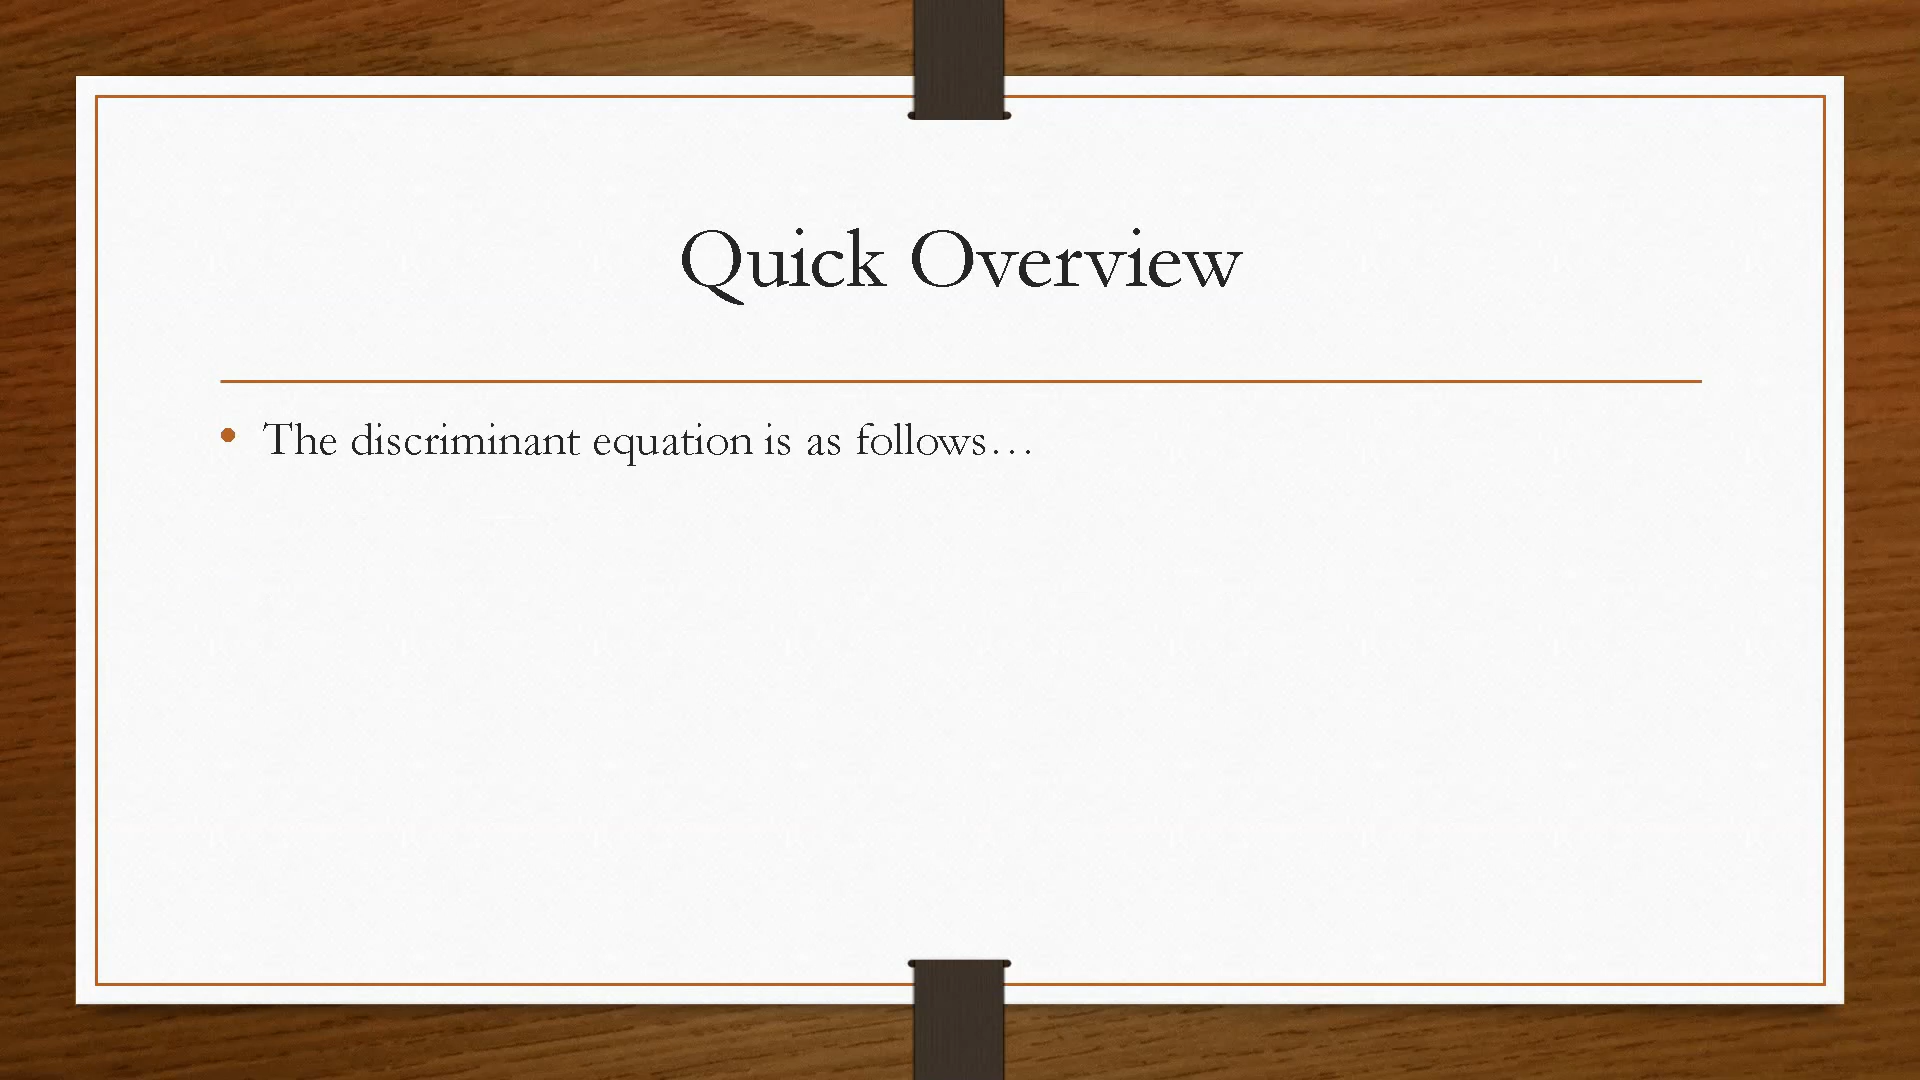 Quick Overview
• The discriminant equation is as follows…